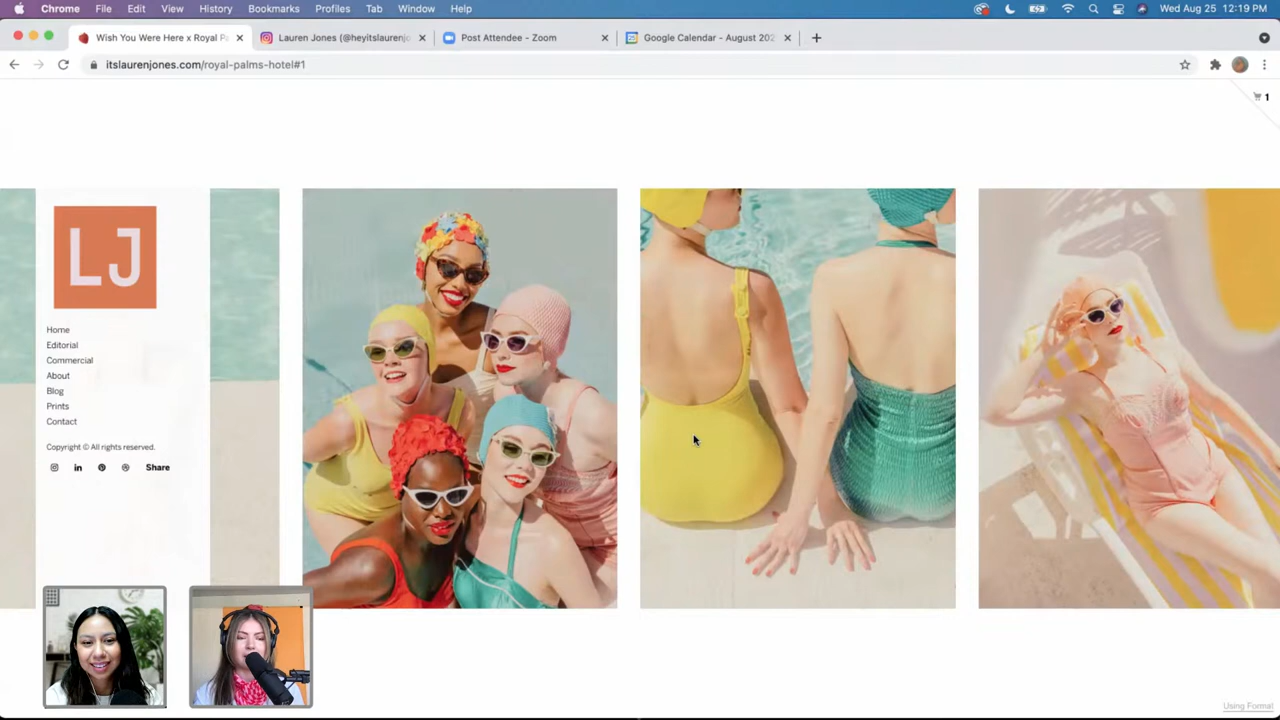 Chrome File Edit View History Bookmarks Profiles Tab Window Help Wed Aug 25 12:19 PM
Wish You Were Here x Royal Pa Lauren Jones (@heyitslaurenjo Post Attendee - Zoom Google Calendar - August 202
itslaurenjones.com/royal-palms-hotel#1
1
LJ
Home
Editorial
Commercial
About
Blog
Prints
Contact
Copyright © All rights reserved.
Share
Using Format